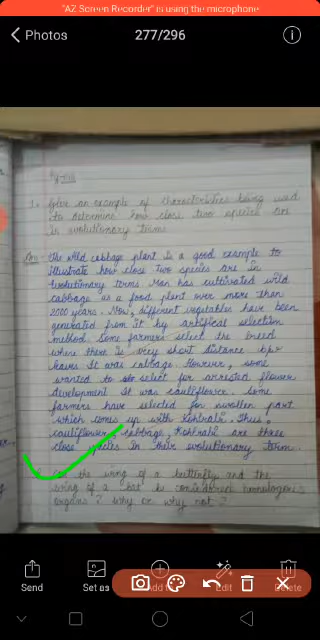 "AZ Screen Recorder" is using the microphone
Photos
277/296
1. Give an example of characteristics being used
to determine how close two species are
in evolutionary terms
Ans- The wild cabbage plant is a good example to
illustrate how close two species are in
Evolutionary terms. Man has cultivated wild
cabbage as a food plant over more than
2000 years. Now, different vegetables have been
generated from it by artificial selection
method. Some farmers select the breed
where there is very short distance b/w
it was cabbage. However, some
wanted to select for arrested flower
development it was cauliflower. Some
farmers have selected for swollen part
which comes up with Kohlrabi. Thus,
cauliflower, cabbage, Kohlrabi are three
close species in their evolutionary term.
Can the wing of a butterfly and the
wing of a bat be considered homologous
organs? Why or why not?
Send
Set as
Add to
Edit
Delete